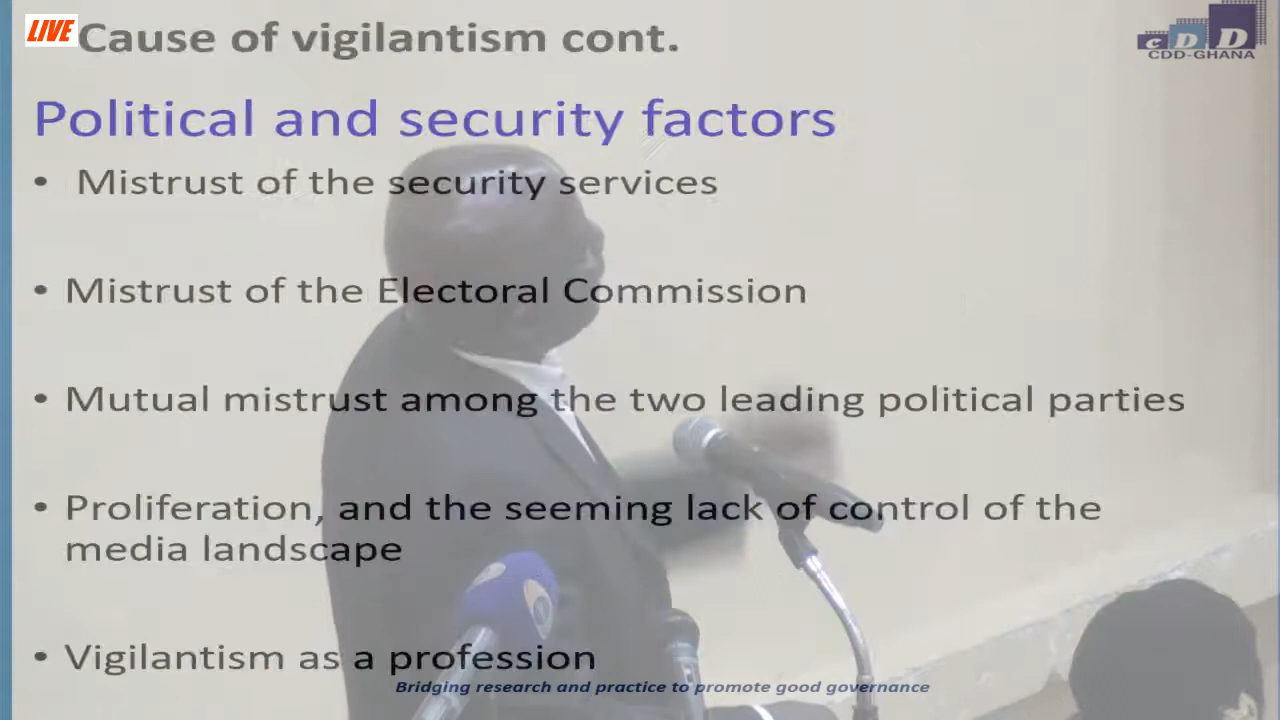 LIVE
Cause of vigilantism cont.
CDD
CDD-GHANA
Political and security factors
• Mistrust of the security services
• Mistrust of the Electoral Commission
• Mutual mistrust among the two leading political parties
• Proliferation, and the seeming lack of control of the
media landscape
• Vigilantism as a profession
Bridging research and practice to promote good governance